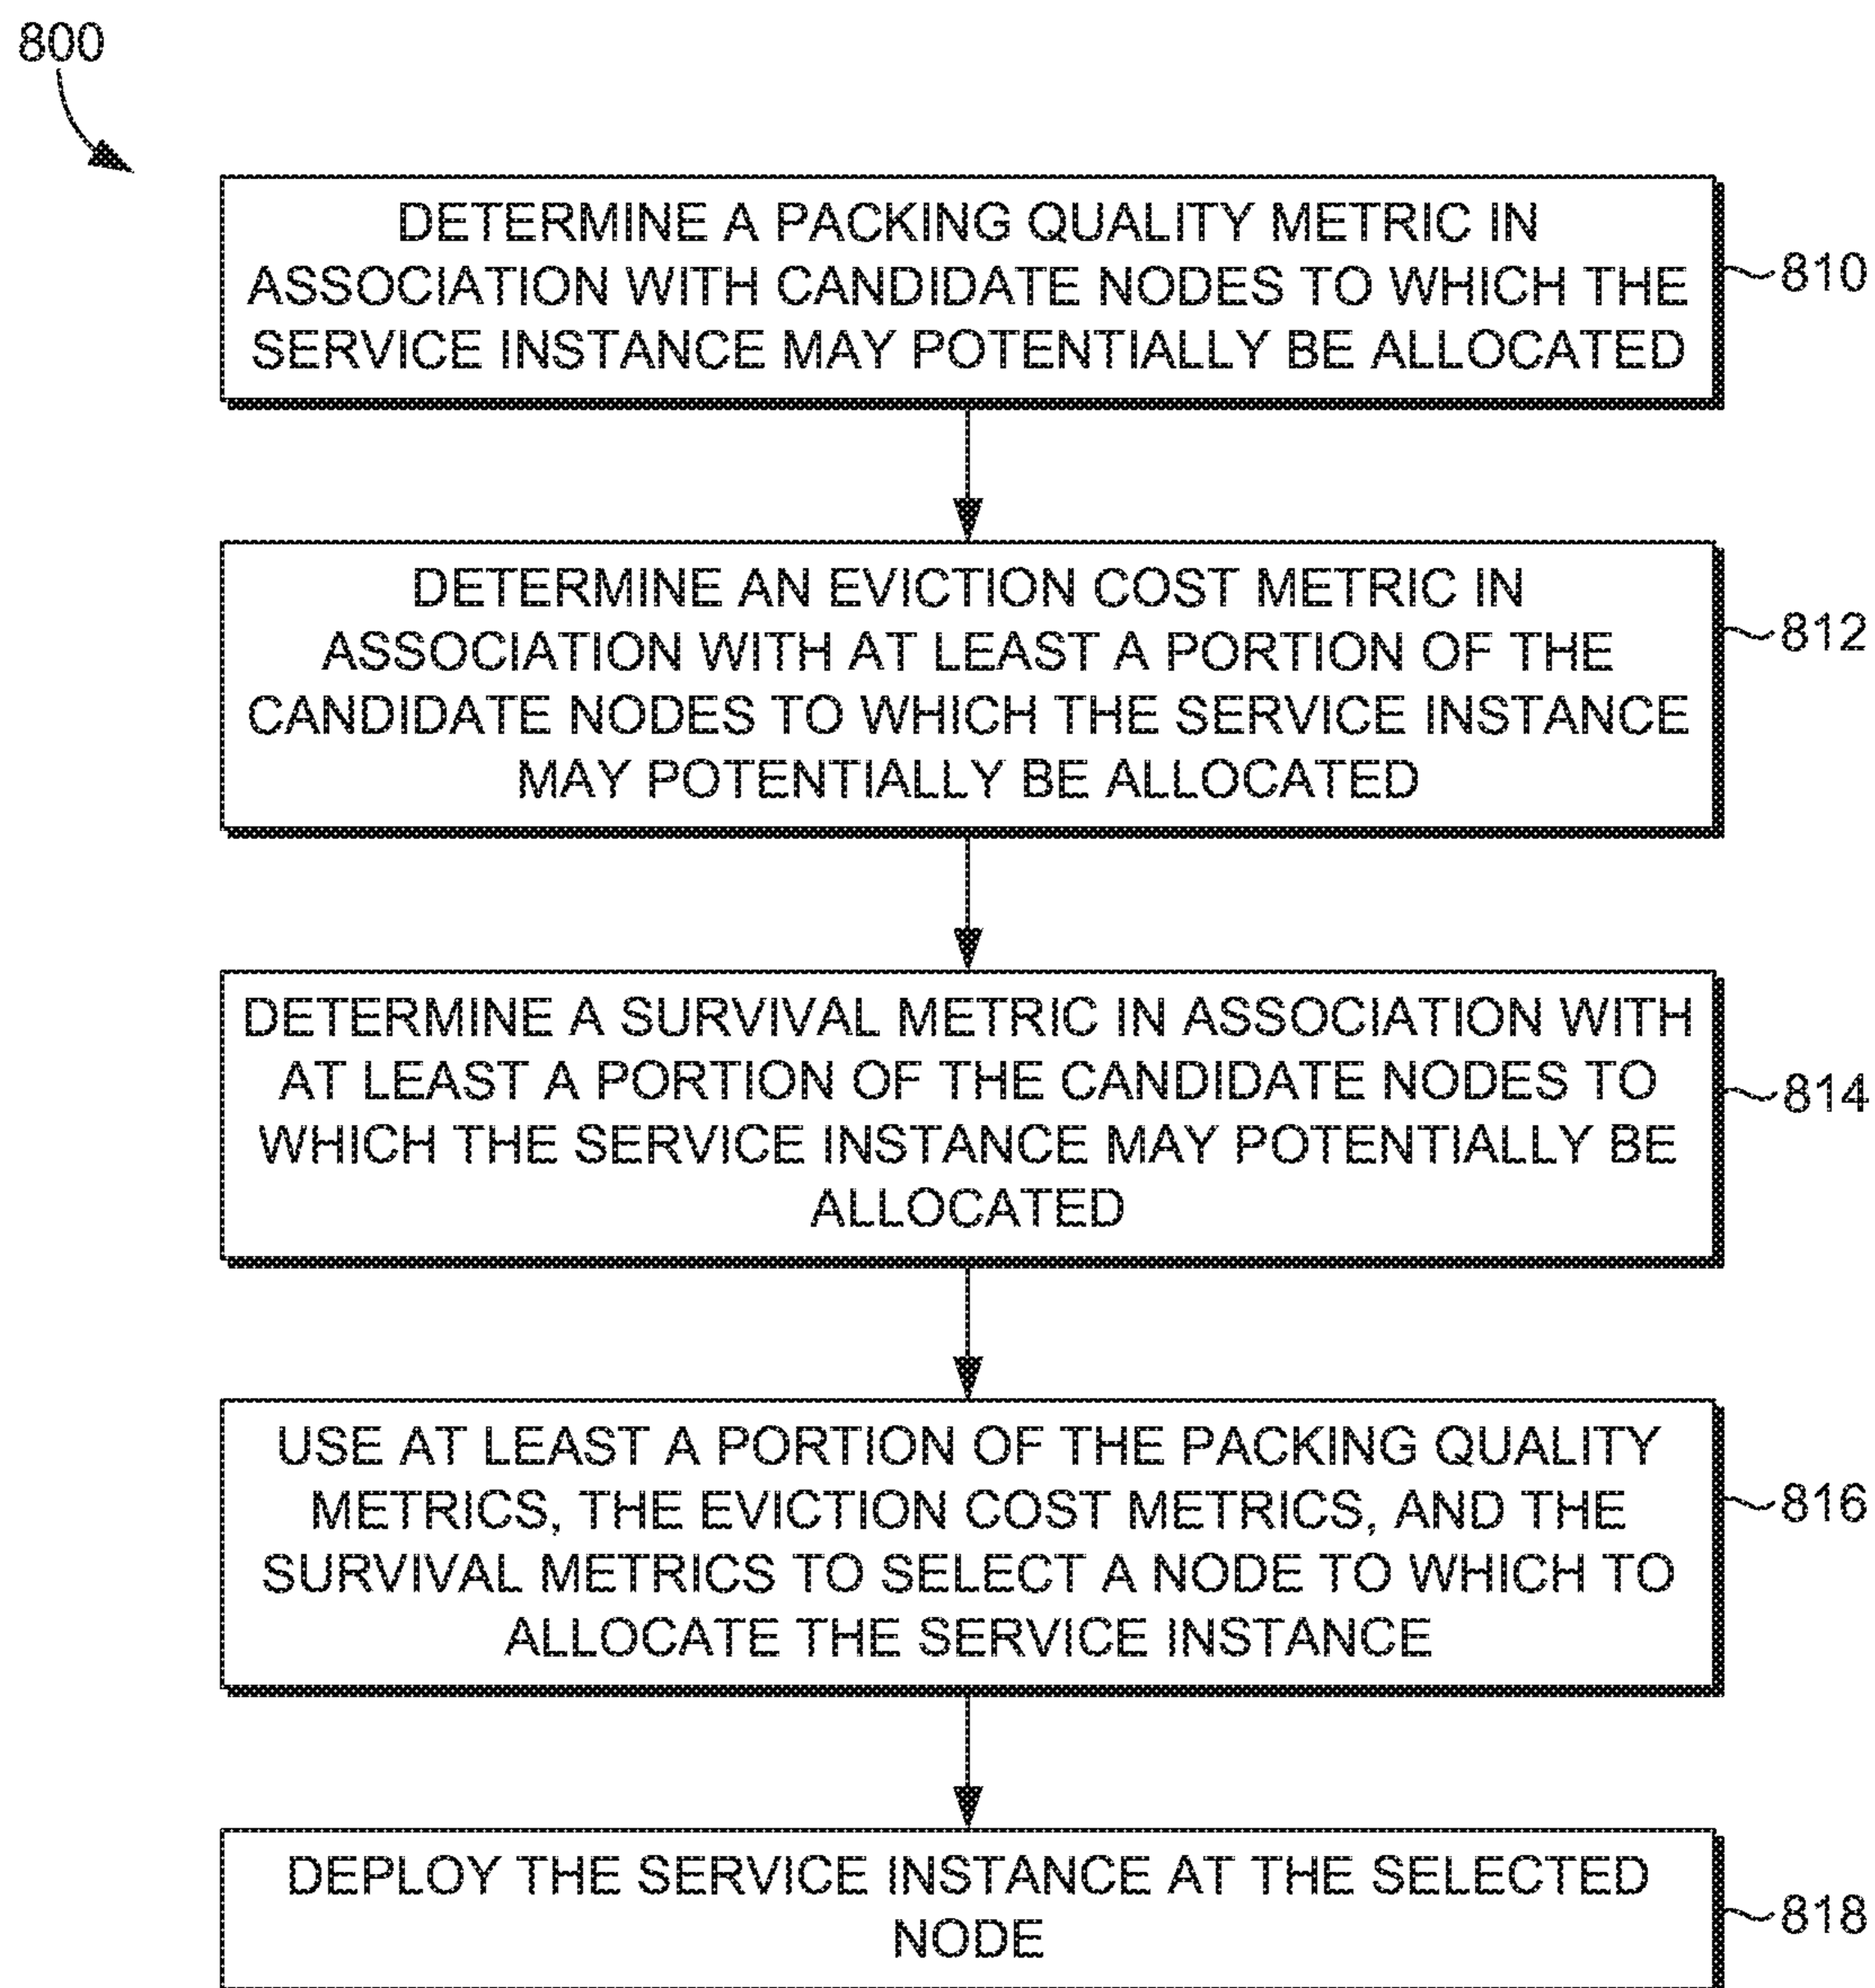 800
DETERMINE A PACKING QUALITY METRIC IN
ASSOCIATION WITH CANDIDATE NODES TO WHICH THE
SERVICE INSTANCE MAY POTENTIALLY BE ALLOCATED
810
DETERMINE AN EVICTION COST METRIC IN
ASSOCIATION WITH AT LEAST A PORTION OF THE
CANDIDATE NODES TO WHICH THE SERVICE INSTANCE
MAY POTENTIALLY BE ALLOCATED
812
DETERMINE A SURVIVAL METRIC IN ASSOCIATION WITH
AT LEAST A PORTION OF THE CANDIDATE NODES TO
WHICH THE SERVICE INSTANCE MAY POTENTIALLY BE
ALLOCATED
814
USE AT LEAST A PORTION OF THE PACKING QUALITY
METRICS, THE EVICTION COST METRICS, AND THE
SURVIVAL METRICS TO SELECT A NODE TO WHICH TO
ALLOCATE THE SERVICE INSTANCE
816
DEPLOY THE SERVICE INSTANCE AT THE SELECTED
NODE
818